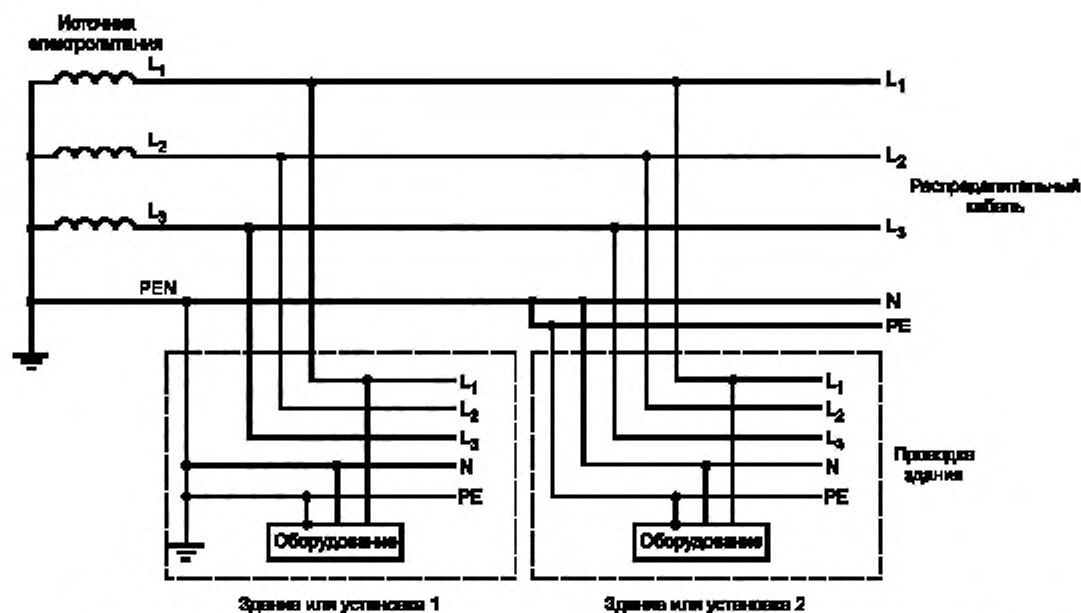 Источник
электропитания
L1
L1
L2
L2
Распределительный
кабель
L3
L3
PEN
N
PE
L1
L1
L2
L2
L3
L3
Проводка
здания
N
N
PE
PE
Оборудование
Оборудование
Здание или установка 1
Здание или установка 2